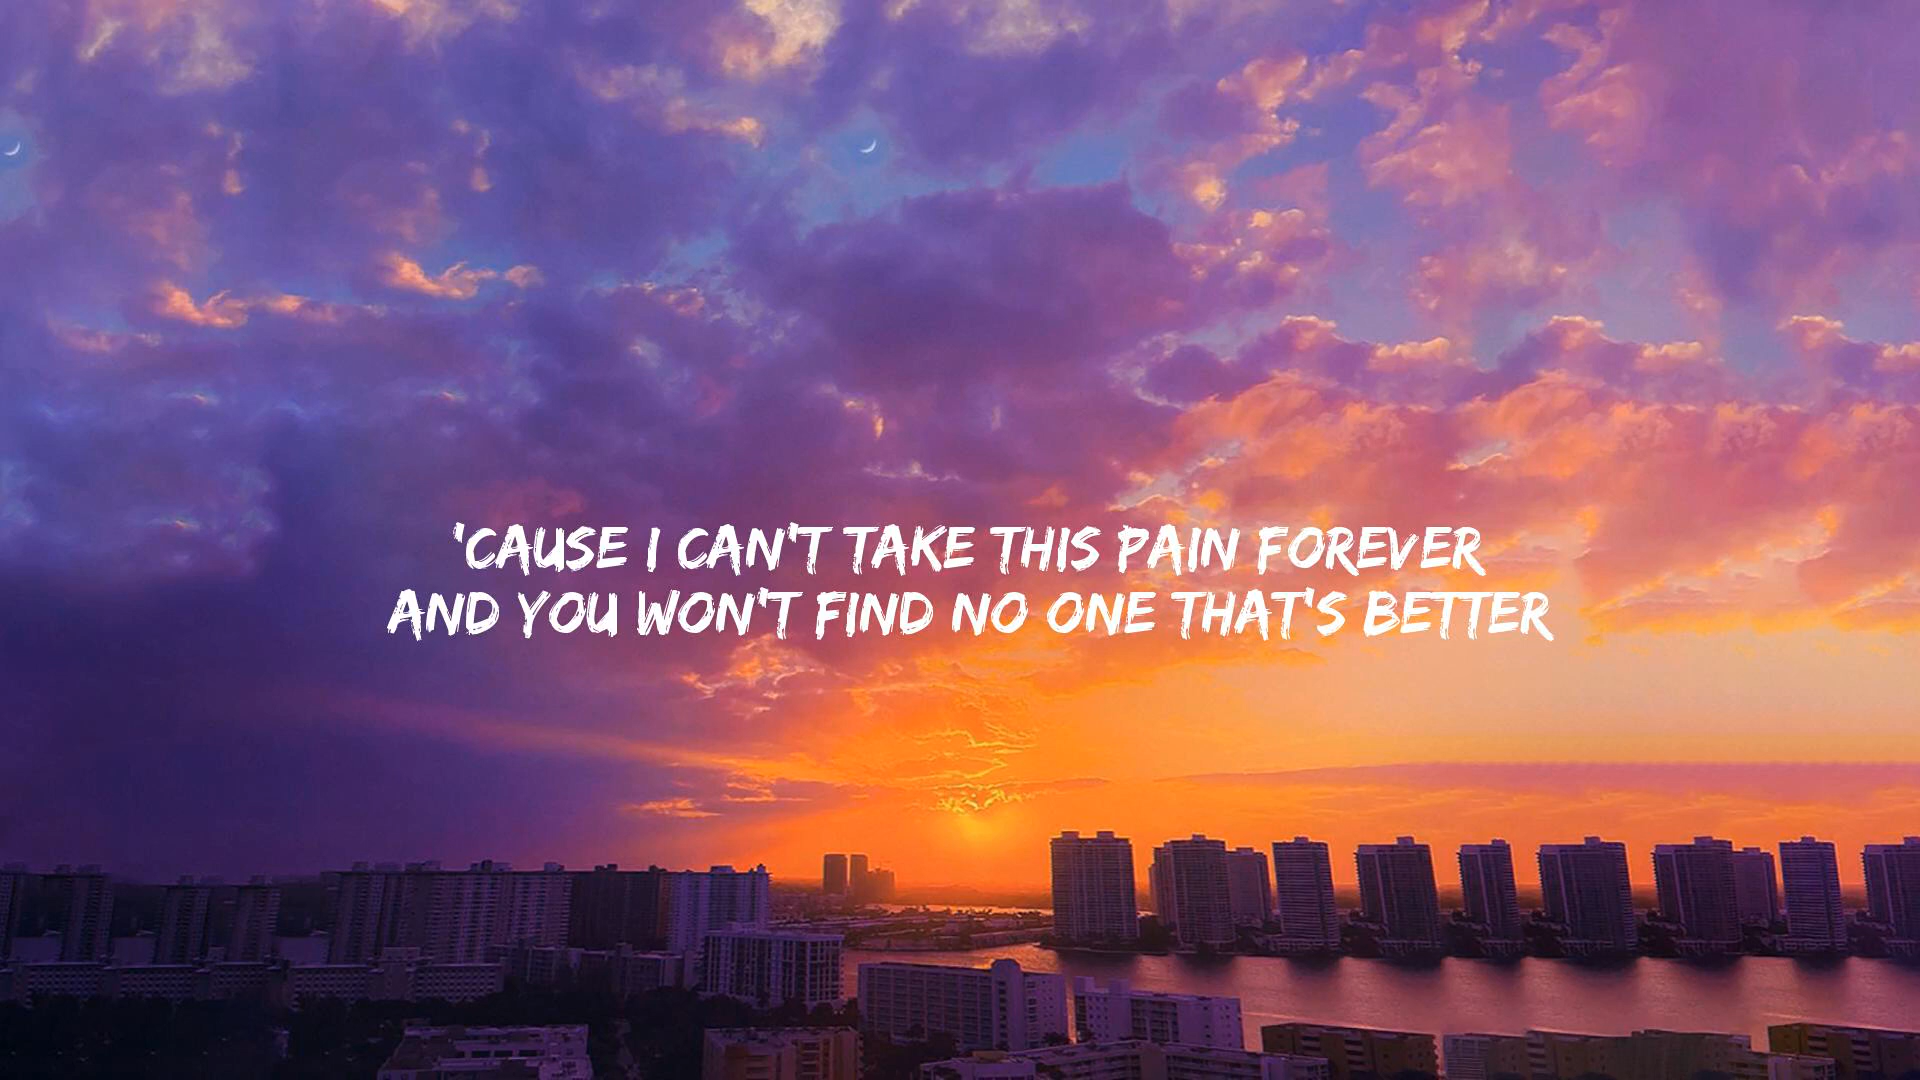 'CAUSE I CAN'T TAKE THIS PAIN FOREVER
AND YOU WON'T FIND NO ONE THAT'S BETTER